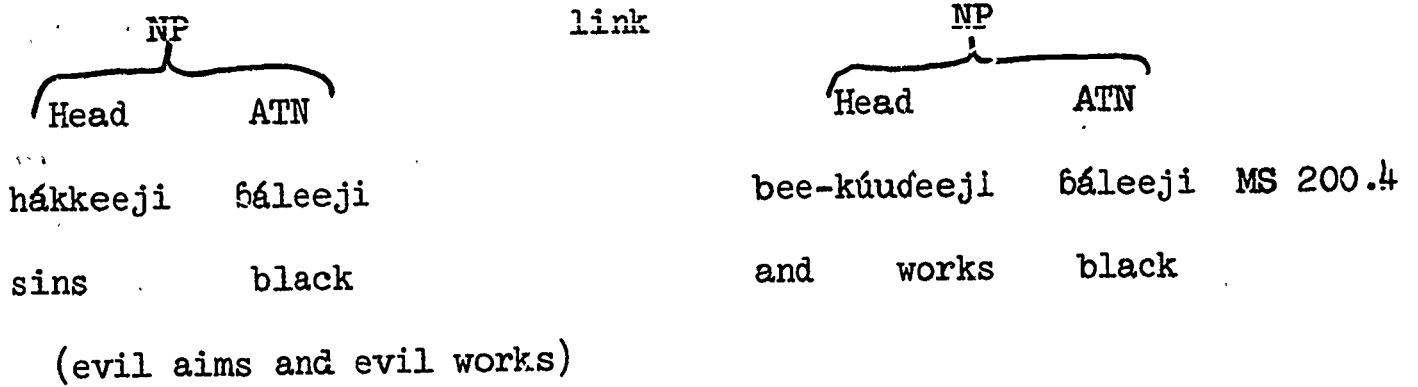 NP link NP
Head ATN Head ATN
hákkeeji ɓáleeji bee-kúuɗeeji ɓáleeji MS 200.4
sins black and works black
(evil aims and evil works)